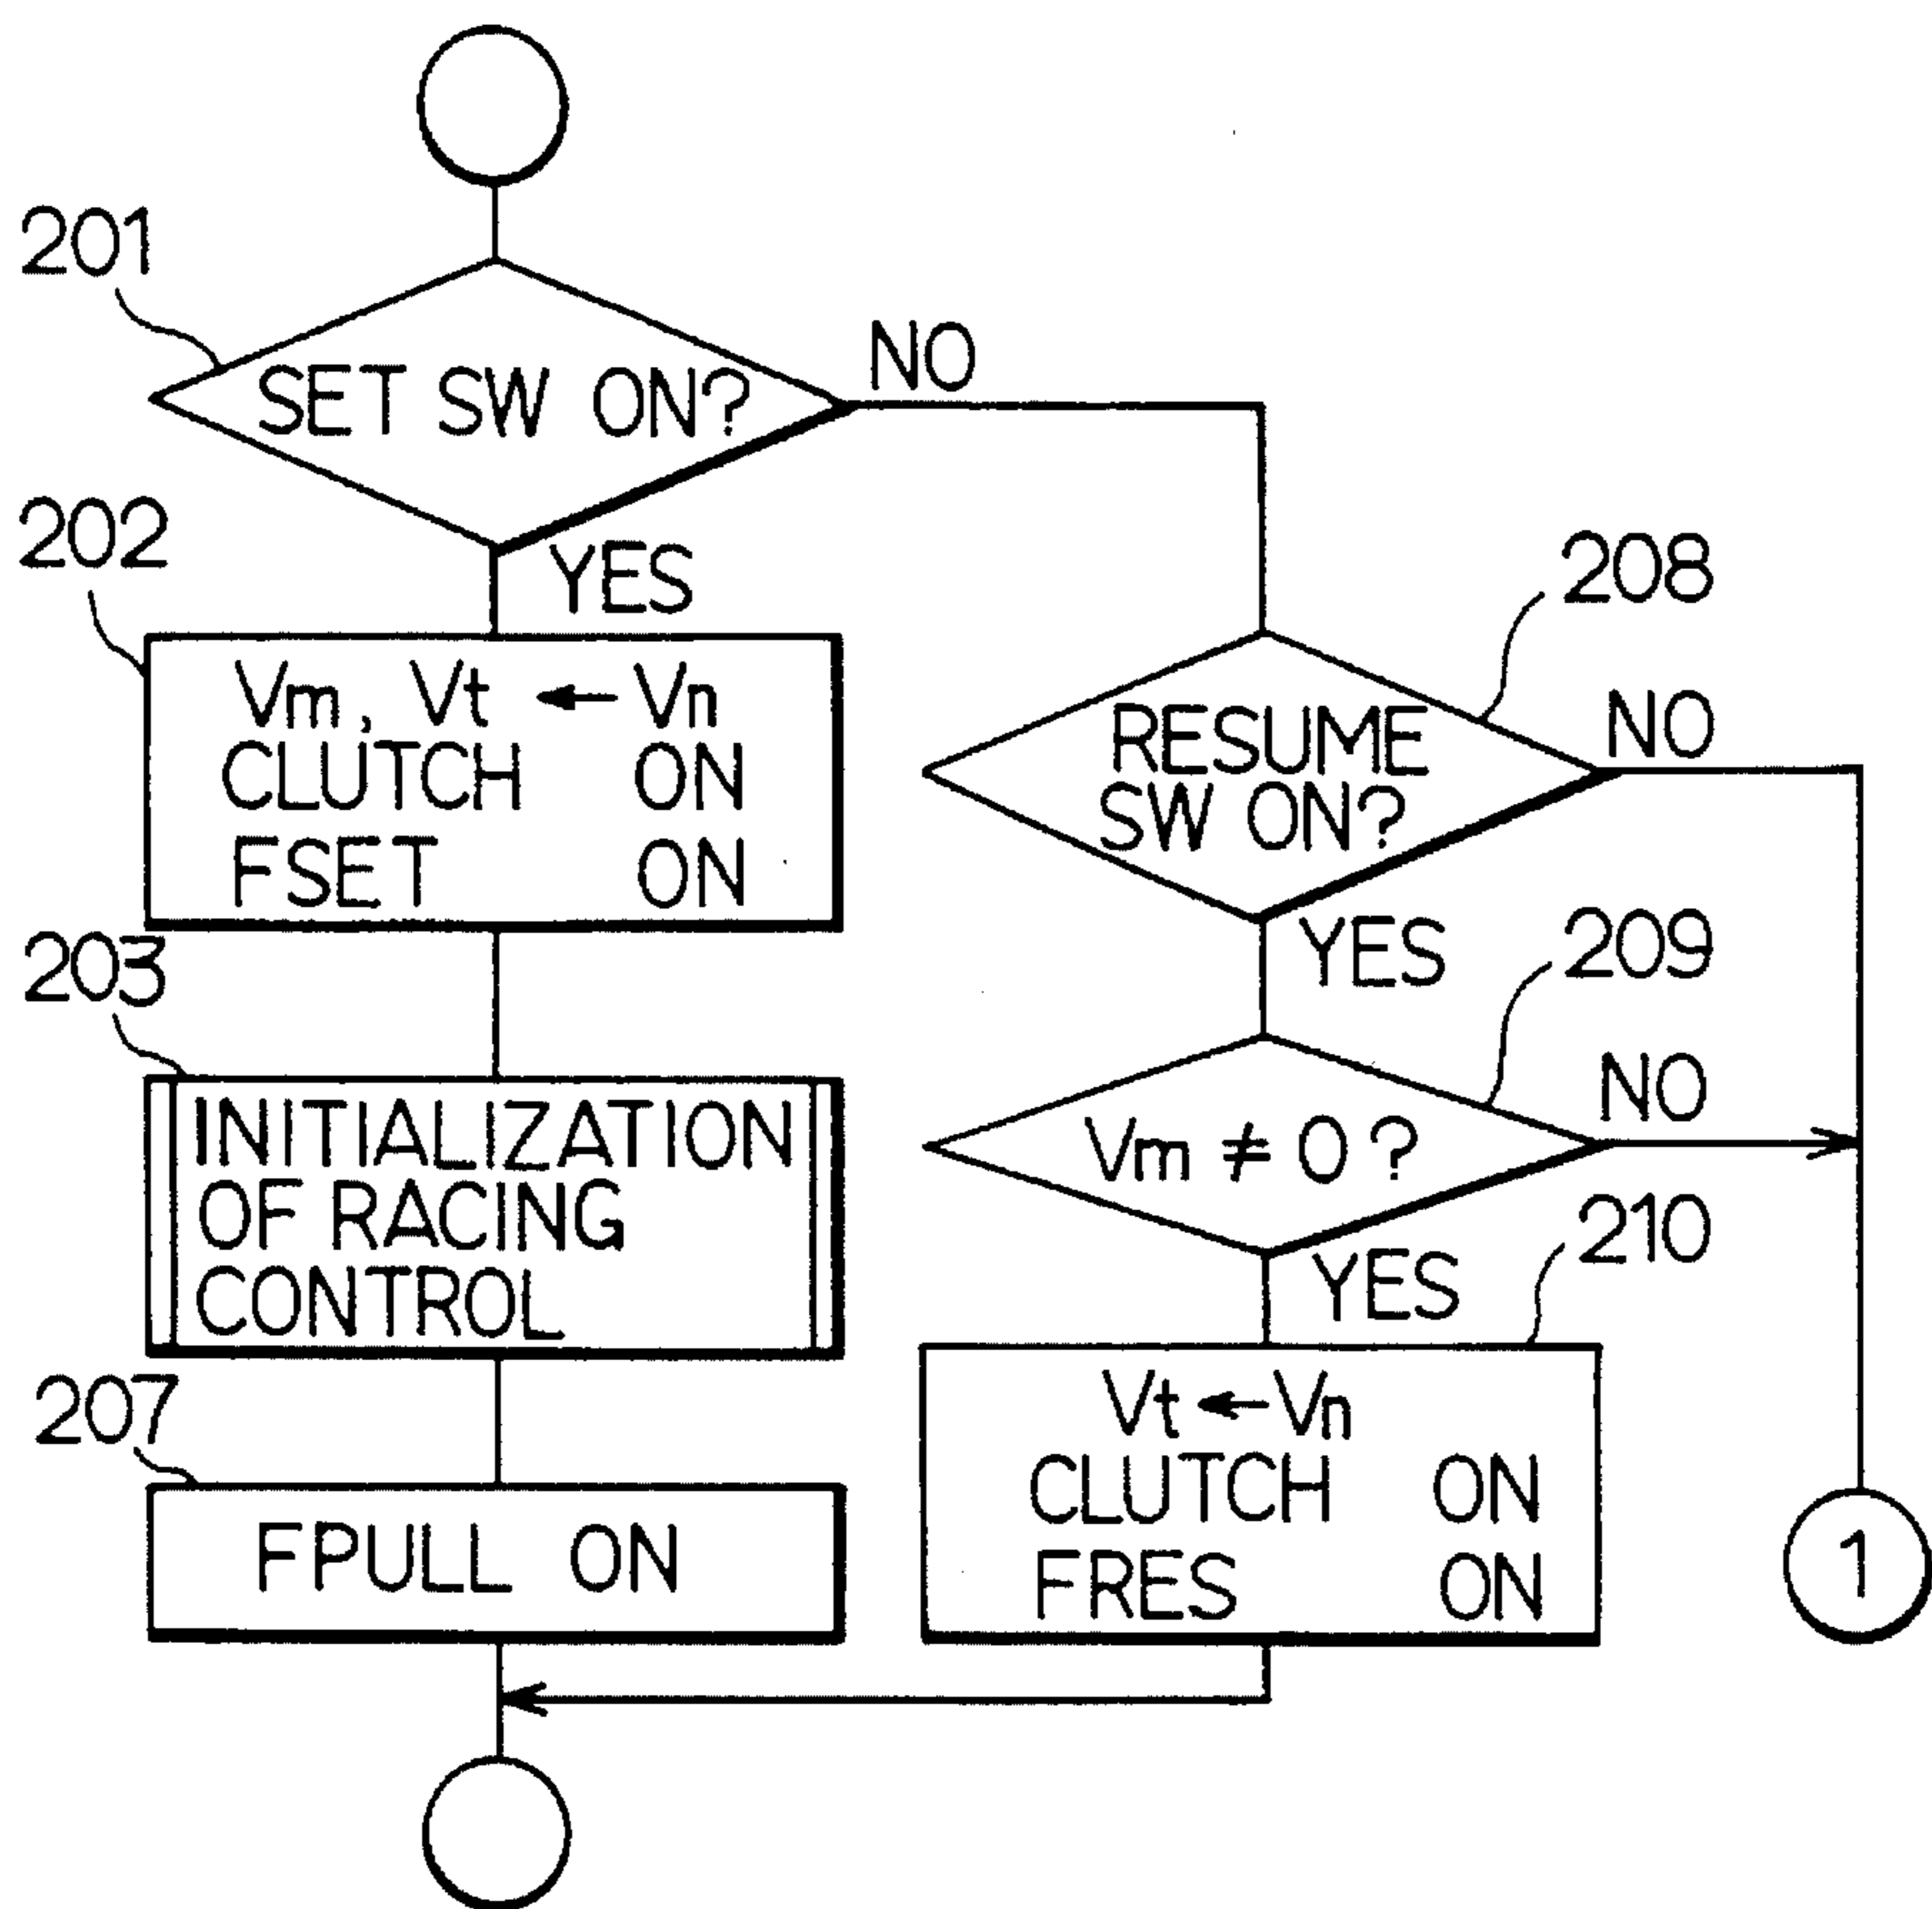 201
SET SW ON?
NO
YES
202
Vm, Vt ← Vn
CLUTCH ON
FSET ON
203
INITIALIZATION
OF RACING
CONTROL
207
FPULL ON
208
RESUME
SW ON?
NO
YES
209
Vm ≠ 0 ?
NO
YES
210
Vt ← Vn
CLUTCH ON
FRES ON
1